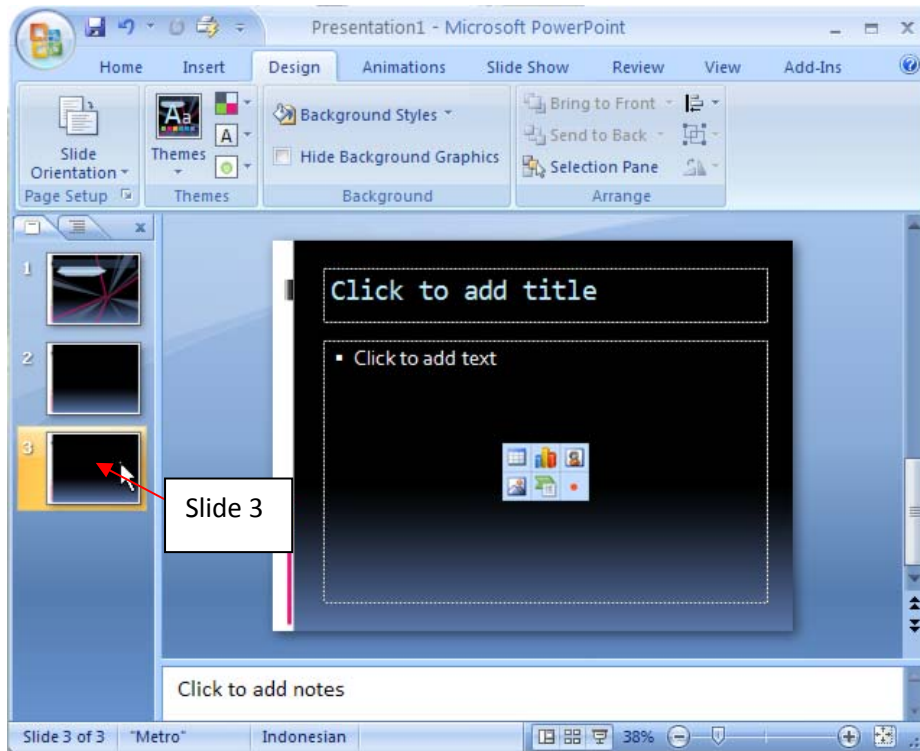 Presentation1 - Microsoft PowerPoint
Home Insert Design Animations Slide Show Review View Add-Ins
Slide Orientation
Page Setup
Aa
Themes
A
Themes
Background Styles
Hide Background Graphics
Background
Bring to Front
Send to Back
Selection Pane
Arrange
1
2
3
Slide 3
Click to add title
Click to add text
Click to add notes
Slide 3 of 3 "Metro" Indonesian 38%